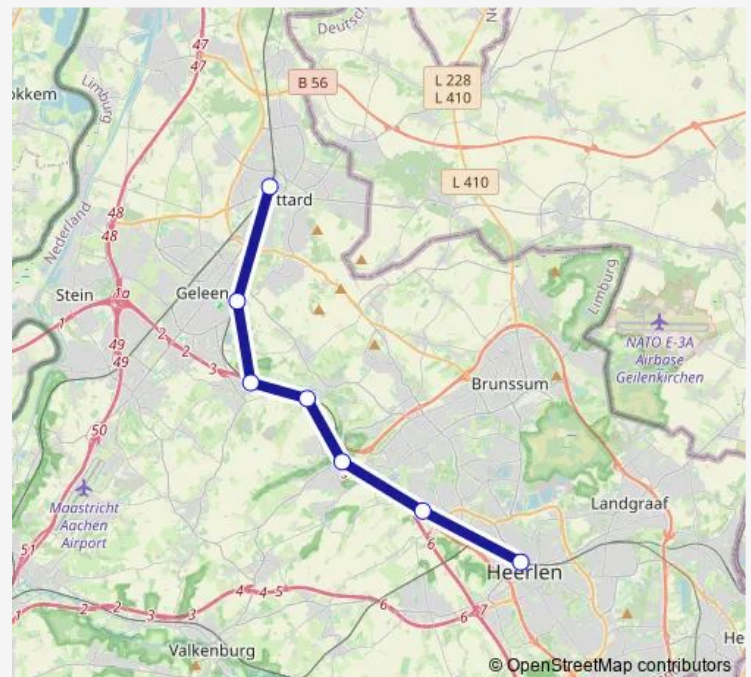 47
47
Deutsch
B 56
L 228
L 410
okkem
Limburg
L 410
ttard
48
48
Nederland
Stein
1a
Geleen
1
2
2
3
49
49
Limburg
NATO E-3A
Airbase
Geilenkirchen
Brunssum
50
Maastricht
Aachen
Airport
Landgraaf
51
6
Heerlen
4-4-5
6
6
7
1
2
2
3
3
Valkenburg
He
© OpenStreetMap contributors